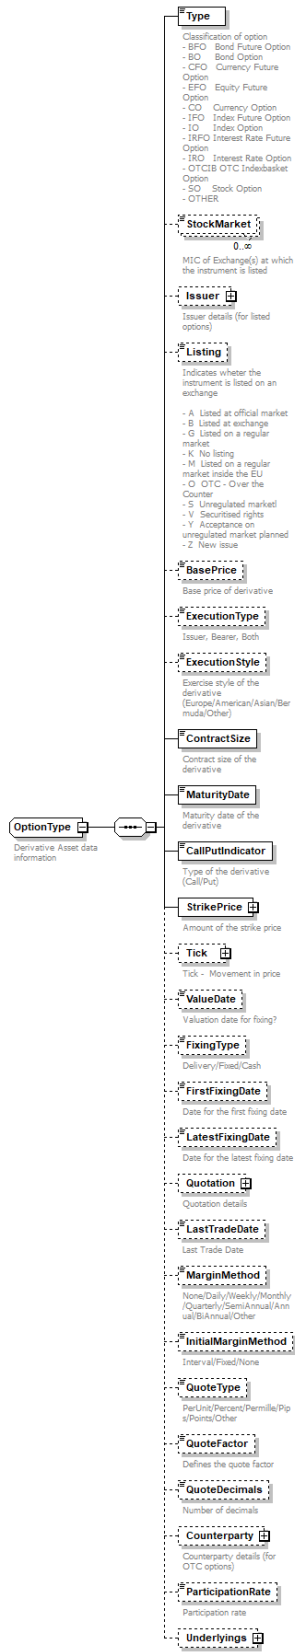 Type
Classification of option
- BFO   Bond Future Option
- BO    Bond Option
- CFO   Currency Future
Option
- EFO   Equity Future
Option
- CO    Currency Option
- IFO   Index Future Option
- IO    Index Option
- IRFO Interest Rate Future
Option
- IRO   Interest Rate Option
- OTCIB OTC Indexbasket
Option
- SO    Stock Option
- OTHER
StockMarket
0..∞
MIC of Exchange(s) at which
the instrument is listed
Issuer
Issuer details (for listed
options)
Listing
Indicates wheter the
instrument is listed on an
exchange
- A  Listed at official market
- B  Listed at exchange
- G  Listed on a regular
market
- K  No listing
- M  Listed on a regular
market inside the EU
- O  OTC - Over the
Counter
- S  Unregulated marketl
- V  Securitised rights
- Y  Acceptance on
unregulated market planned
- Z  New issue
BasePrice
Base price of derivative
ExecutionType
Issuer, Bearer, Both
ExecutionStyle
Exercise style of the
derivative
(Europe/American/Asian/Ber
muda/Other)
ContractSize
Contract size of the
derivative
MaturityDate
Maturity date of the
derivative
OptionType
Derivative Asset data
information
CallPutIndicator
Type of the derivative
(Call/Put)
StrikePrice
Amount of the strike price
Tick
Tick -  Movement in price
ValueDate
Valuation date for fixing?
FixingType
Delivery/Fixed/Cash
FirstFixingDate
Date for the first fixing date
LatestFixingDate
Date for the latest fixing date
Quotation
Quotation details
LastTradeDate
Last Trade Date
MarginMethod
None/Daily/Weekly/Monthly
/Quarterly/SemiAnnual/Ann
ual/BiAnnual/Other
InitialMarginMethod
Interval/Fixed/None
QuoteType
PerUnit/Percent/Permille/Pip
s/Points/Other
QuoteFactor
Defines the quote factor
QuoteDecimals
Number of decimals
Counterparty
Counterparty details (for
OTC options)
ParticipationRate
Participation rate
Underlyings